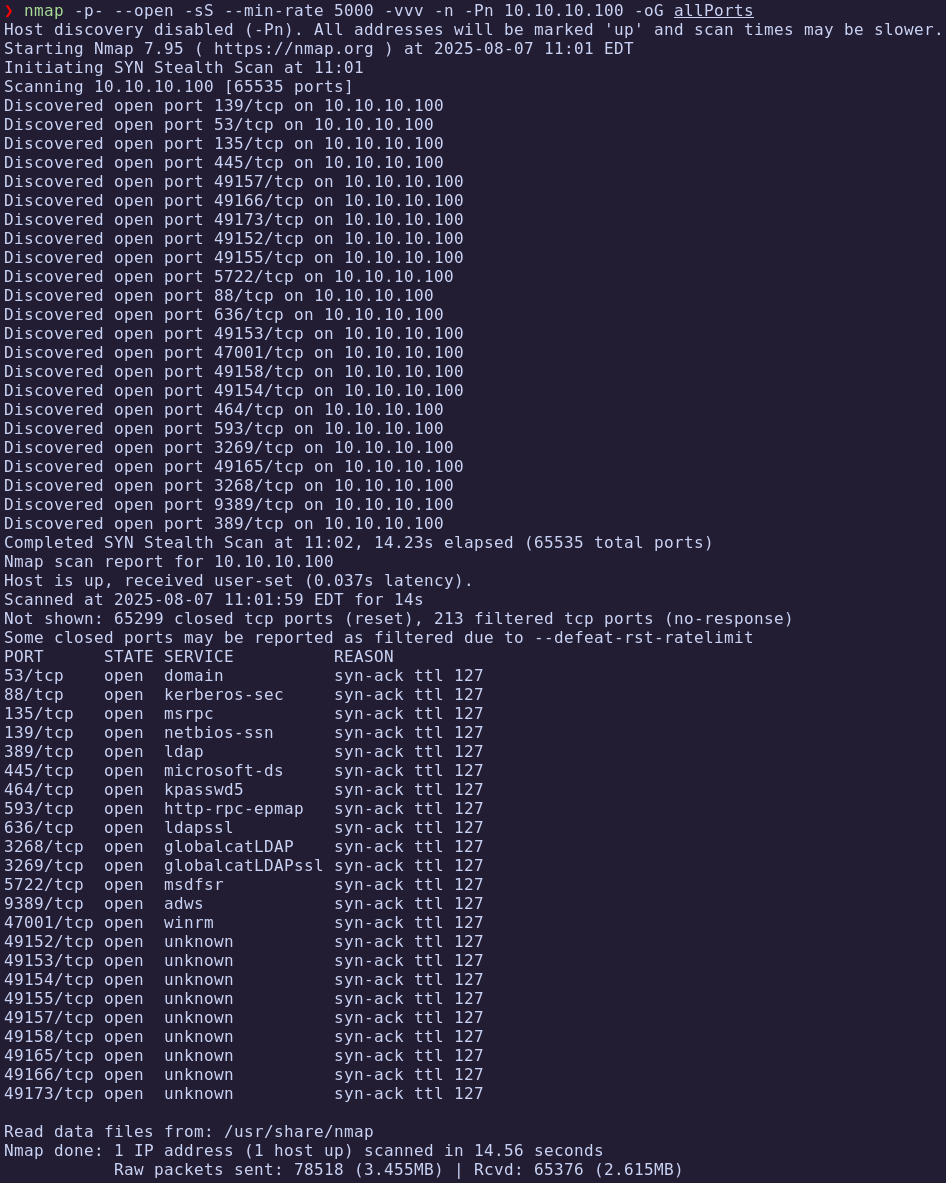 ❯ nmap -p- --open -sS --min-rate 5000 -vvv -n -Pn 10.10.10.100 -oG allPorts
Host discovery disabled (-Pn). All addresses will be marked 'up' and scan times may be slower.
Starting Nmap 7.95 ( https://nmap.org ) at 2025-08-07 11:01 EDT
Initiating SYN Stealth Scan at 11:01
Scanning 10.10.10.100 [65535 ports]
Discovered open port 139/tcp on 10.10.10.100
Discovered open port 53/tcp on 10.10.10.100
Discovered open port 135/tcp on 10.10.10.100
Discovered open port 445/tcp on 10.10.10.100
Discovered open port 49157/tcp on 10.10.10.100
Discovered open port 49166/tcp on 10.10.10.100
Discovered open port 49173/tcp on 10.10.10.100
Discovered open port 49152/tcp on 10.10.10.100
Discovered open port 49155/tcp on 10.10.10.100
Discovered open port 5722/tcp on 10.10.10.100
Discovered open port 88/tcp on 10.10.10.100
Discovered open port 636/tcp on 10.10.10.100
Discovered open port 49153/tcp on 10.10.10.100
Discovered open port 47001/tcp on 10.10.10.100
Discovered open port 49158/tcp on 10.10.10.100
Discovered open port 49154/tcp on 10.10.10.100
Discovered open port 464/tcp on 10.10.10.100
Discovered open port 593/tcp on 10.10.10.100
Discovered open port 3269/tcp on 10.10.10.100
Discovered open port 49165/tcp on 10.10.10.100
Discovered open port 3268/tcp on 10.10.10.100
Discovered open port 9389/tcp on 10.10.10.100
Discovered open port 389/tcp on 10.10.10.100
Completed SYN Stealth Scan at 11:02, 14.23s elapsed (65535 total ports)
Nmap scan report for 10.10.10.100
Host is up, received user-set (0.037s latency).
Scanned at 2025-08-07 11:01:59 EDT for 14s
Not shown: 65299 closed tcp ports (reset), 213 filtered tcp ports (no-response)
Some closed ports may be reported as filtered due to --defeat-rst-ratelimit
PORT      STATE SERVICE          REASON
53/tcp    open  domain           syn-ack ttl 127
88/tcp    open  kerberos-sec     syn-ack ttl 127
135/tcp   open  msrpc            syn-ack ttl 127
139/tcp   open  netbios-ssn      syn-ack ttl 127
389/tcp   open  ldap             syn-ack ttl 127
445/tcp   open  microsoft-ds     syn-ack ttl 127
464/tcp   open  kpasswd5         syn-ack ttl 127
593/tcp   open  http-rpc-epmap   syn-ack ttl 127
636/tcp   open  ldapssl          syn-ack ttl 127
3268/tcp  open  globalcatLDAP    syn-ack ttl 127
3269/tcp  open  globalcatLDAPssl syn-ack ttl 127
5722/tcp  open  msdfsr           syn-ack ttl 127
9389/tcp  open  adws             syn-ack ttl 127
47001/tcp open  winrm            syn-ack ttl 127
49152/tcp open  unknown          syn-ack ttl 127
49153/tcp open  unknown          syn-ack ttl 127
49154/tcp open  unknown          syn-ack ttl 127
49155/tcp open  unknown          syn-ack ttl 127
49157/tcp open  unknown          syn-ack ttl 127
49158/tcp open  unknown          syn-ack ttl 127
49165/tcp open  unknown          syn-ack ttl 127
49166/tcp open  unknown          syn-ack ttl 127
49173/tcp open  unknown          syn-ack ttl 127
Read data files from: /usr/share/nmap
Nmap done: 1 IP address (1 host up) scanned in 14.56 seconds
Raw packets sent: 78518 (3.455MB) | Rcvd: 65376 (2.615MB)